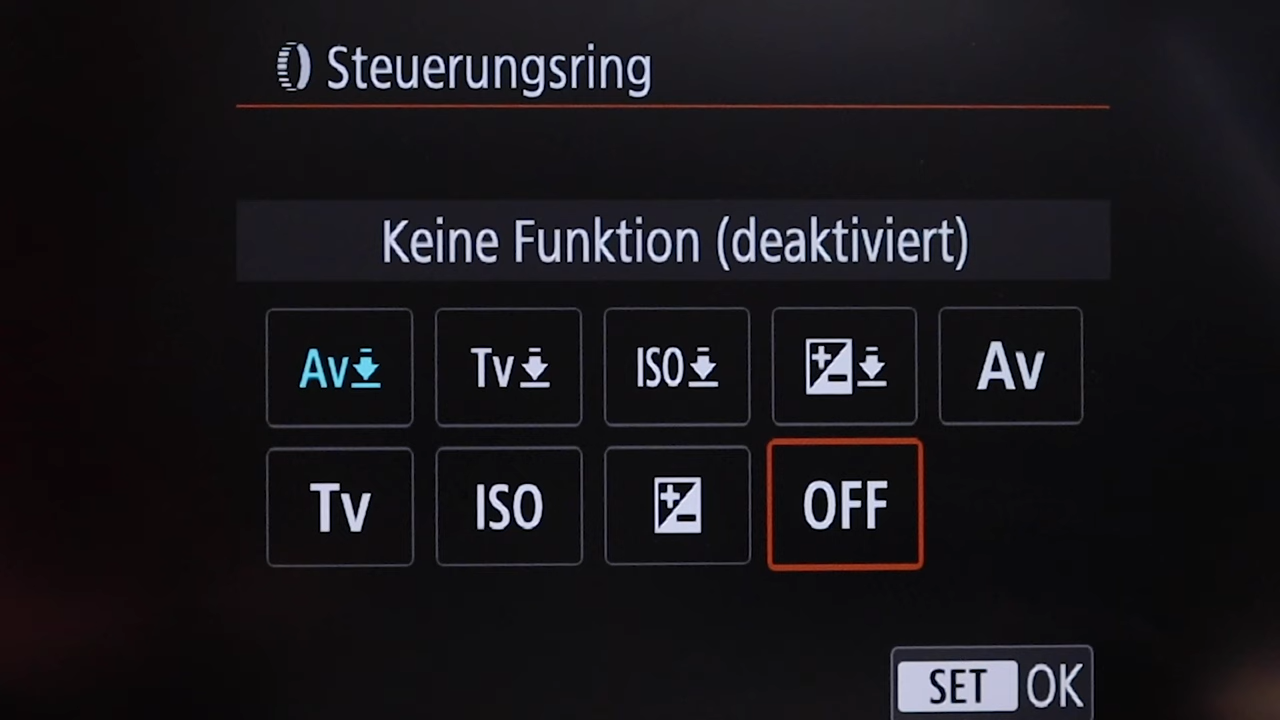 Steuerungsring
Keine Funktion (deaktiviert)
Av Tv ISO Av
Tv ISO OFF
SET OK